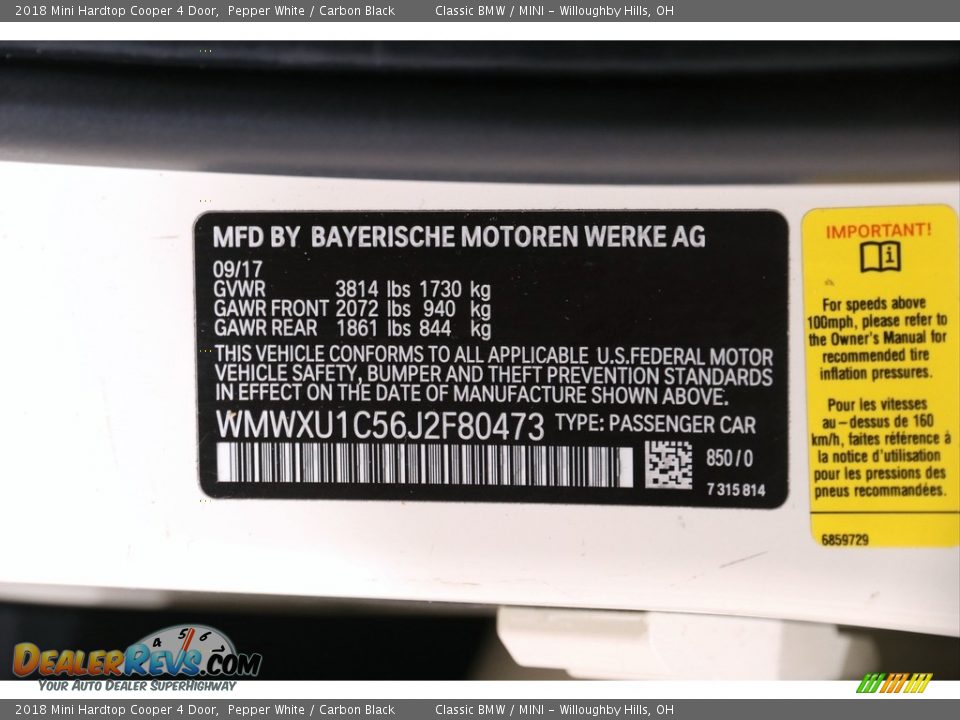 2018 Mini Hardtop Cooper 4 Door, Pepper White / Carbon Black Classic BMW / MINI - Willoughby Hills, OH
MFD BY BAYERISCHE MOTOREN WERKE AG
09/17
GVWR 3814 lbs 1730 kg
GAWR FRONT 2072 lbs 940 kg
GAWR REAR 1861 lbs 844 kg
THIS VEHICLE CONFORMS TO ALL APPLICABLE U.S.FEDERAL MOTOR
VEHICLE SAFETY, BUMPER AND THEFT PREVENTION STANDARDS
IN EFFECT ON THE DATE OF MANUFACTURE SHOWN ABOVE.
WMWXU1C56J2F80473 TYPE: PASSENGER CAR
850/0
7 315 814
IMPORTANT!
i
For speeds above
100mph, please refer to
the Owner's Manual for
recommended tire
inflation pressures.
Pour les vitesses
au-dessus de 160
km/h, faites référence à
la notice d'utilisation
pour les pressions des
pneus recommandées.
6859729
4 5 6
DEALERREVS.COM
YOUR AUTO DEALER SUPERHIGHWAY
2018 Mini Hardtop Cooper 4 Door, Pepper White / Carbon Black Classic BMW / MINI - Willoughby Hills, OH